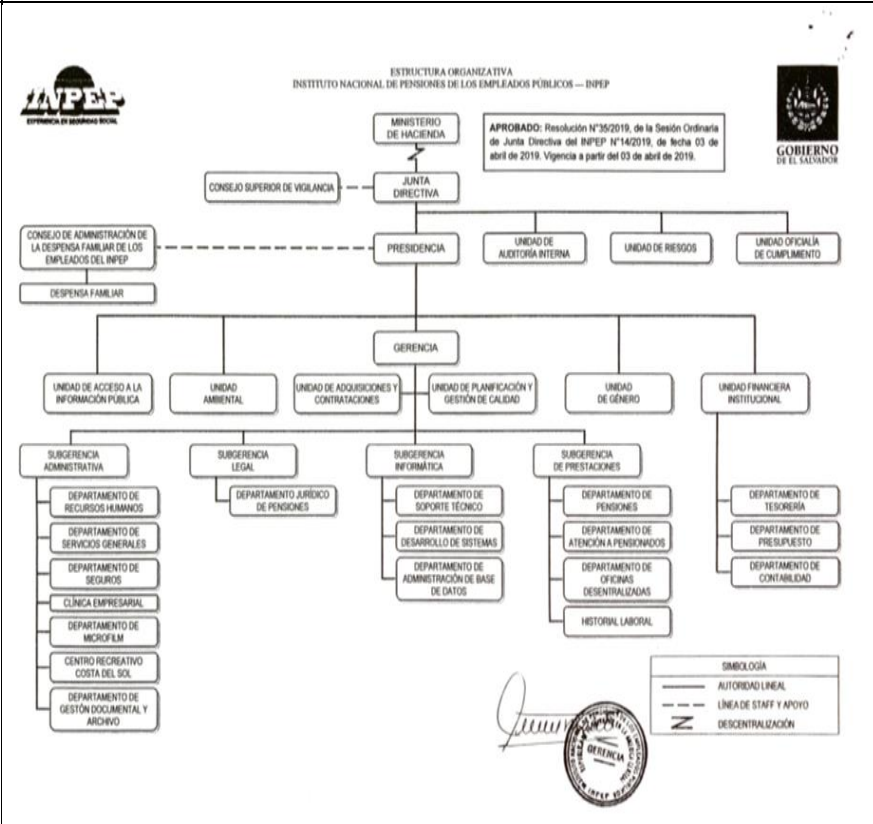 ESTRUCTURA ORGANIZATIVA
INSTITUTO NACIONAL DE PENSIONES DE LOS EMPLEADOS PÚBLICOS — INPEP
INPEP
EXPERIENCIA EN SEGURIDAD SOCIAL
GOBIERNO
DE EL SALVADOR
MINISTERIO
DE HACIENDA
APROBADO: Resolución N°35/2019, de la Sesión Ordinaria
de Junta Directiva del INPEP N°14/2019, de fecha 03 de
abril de 2019. Vigencia a partir del 03 de abril de 2019.
CONSEJO SUPERIOR DE VIGILANCIA
JUNTA
DIRECTIVA
CONSEJO DE ADMINISTRACIÓN DE
LA DESPENSA FAMILIAR DE LOS
EMPLEADOS DEL INPEP
PRESIDENCIA
UNIDAD DE
AUDITORÍA INTERNA
UNIDAD DE RIESGOS
UNIDAD OFICIALÍA
DE CUMPLIMIENTO
DESPENSA FAMILIAR
GERENCIA
UNIDAD DE ACCESO A LA
INFORMACIÓN PÚBLICA
UNIDAD
AMBIENTAL
UNIDAD DE ADQUISICIONES Y
CONTRATACIONES
UNIDAD DE PLANIFICACIÓN Y
GESTIÓN DE CALIDAD
UNIDAD
DE GÉNERO
UNIDAD FINANCIERA
INSTITUCIONAL
SUBGERENCIA
ADMINISTRATIVA
SUBGERENCIA
LEGAL
SUBGERENCIA
INFORMÁTICA
SUBGERENCIA
DE PRESTACIONES
DEPARTAMENTO DE
RECURSOS HUMANOS
DEPARTAMENTO DE
SERVICIOS GENERALES
DEPARTAMENTO DE
SEGUROS
CLÍNICA EMPRESARIAL
DEPARTAMENTO DE
MICROFILM
CENTRO RECREATIVO
COSTA DEL SOL
DEPARTAMENTO DE
GESTIÓN DOCUMENTAL Y
ARCHIVO
DEPARTAMENTO JURÍDICO
DE PENSIONES
DEPARTAMENTO DE
SOPORTE TÉCNICO
DEPARTAMENTO DE
DESARROLLO DE SISTEMAS
DEPARTAMENTO DE
ADMINISTRACIÓN DE BASE
DE DATOS
DEPARTAMENTO DE
PENSIONES
DEPARTAMENTO DE
ATENCIÓN A PENSIONADOS
DEPARTAMENTO DE
OFICINAS
DESENTRALIZADAS
HISTORIAL LABORAL
DEPARTAMENTO DE
TESORERÍA
DEPARTAMENTO DE
PRESUPUESTO
DEPARTAMENTO DE
CONTABILIDAD
SIMBOLOGÍA
AUTORIDAD LINEAL
LÍNEA DE STAFF Y APOYO
DESCENTRALIZACIÓN
GERENCIA